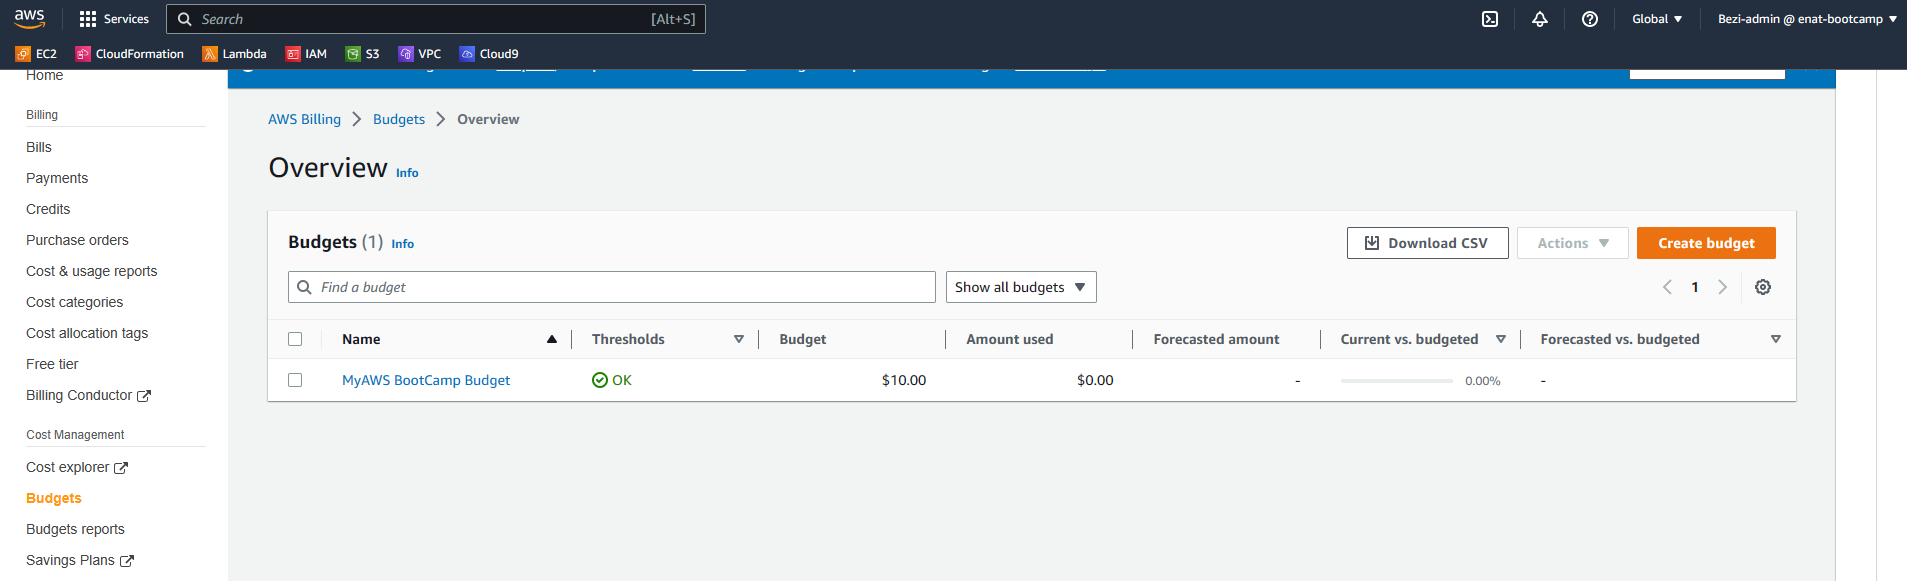 aws Services Search [Alt+S] Global Bezi-admin @ enat-bootcamp
EC2 CloudFormation Lambda IAM S3 VPC Cloud9
Home
Billing
Bills
Payments
Credits
Purchase orders
Cost & usage reports
Cost categories
Cost allocation tags
Free tier
Billing Conductor
Cost Management
Cost explorer
Budgets
Budgets reports
Savings Plans
AWS Billing Budgets Overview
Overview Info
Budgets (1) Info Download CSV Actions Create budget
Find a budget Show all budgets 1
Name Thresholds Budget Amount used Forecasted amount Current vs. budgeted Forecasted vs. budgeted
MyAWS BootCamp Budget OK $10.00 $0.00 - 0.00% -